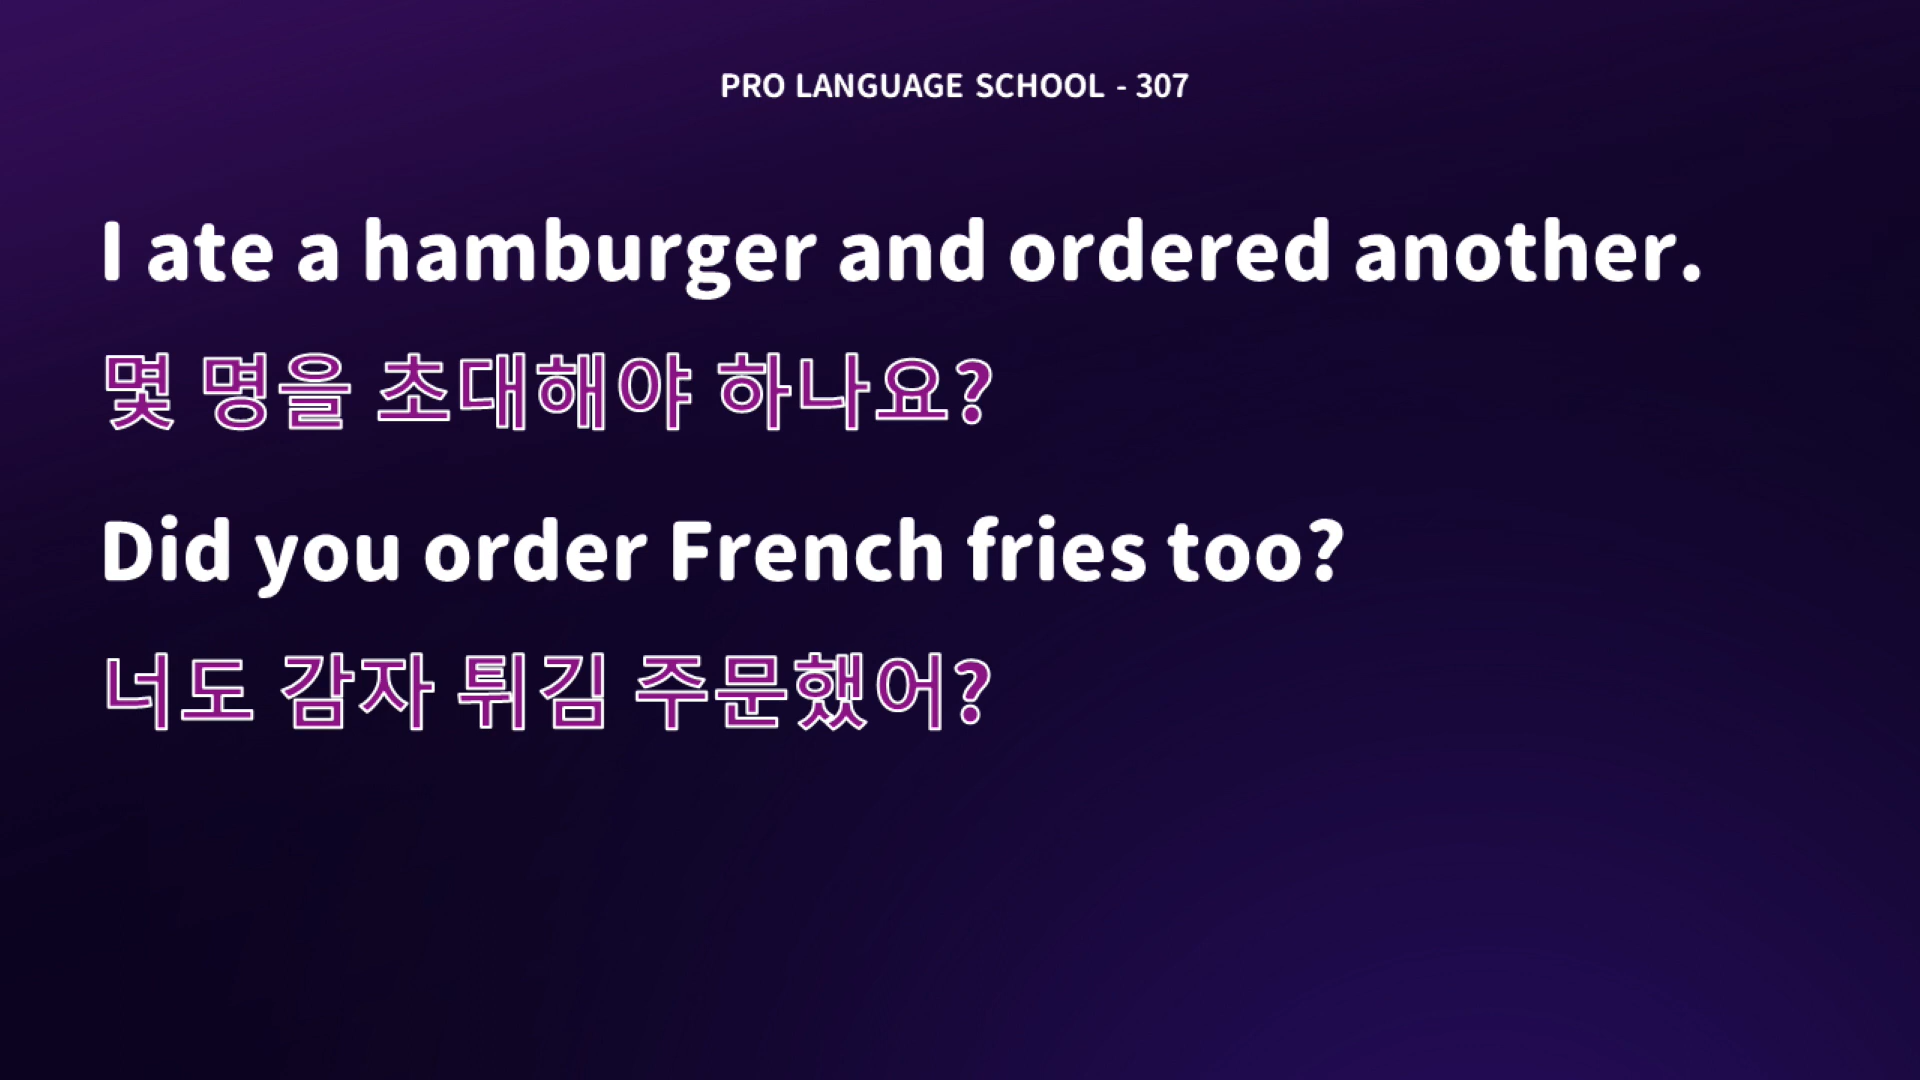 PRO LANGUAGE SCHOOL - 307
I ate a hamburger and ordered another.
몇 명을 초대해야 하나요?
Did you order French fries too?
너도 감자 튀김 주문했어?